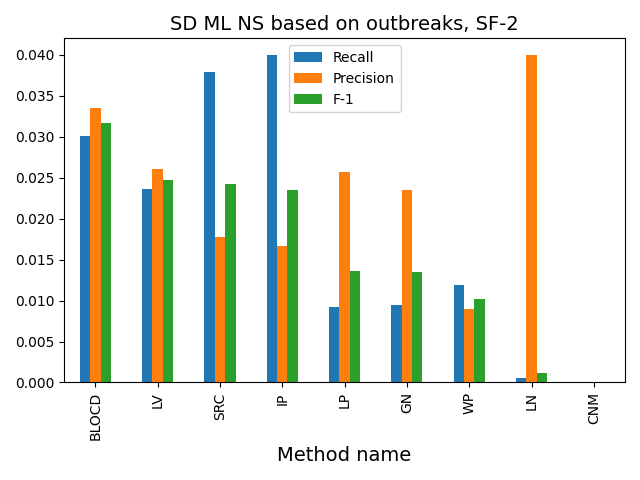 SD ML NS based on outbreaks, SF-2
Recall
Precision
F-1
0.040
0.035
0.030
0.025
0.020
0.015
0.010
0.005
0.000
BLOCD
LV
SRC
IP
LP
GN
WP
LN
CNM
Method name